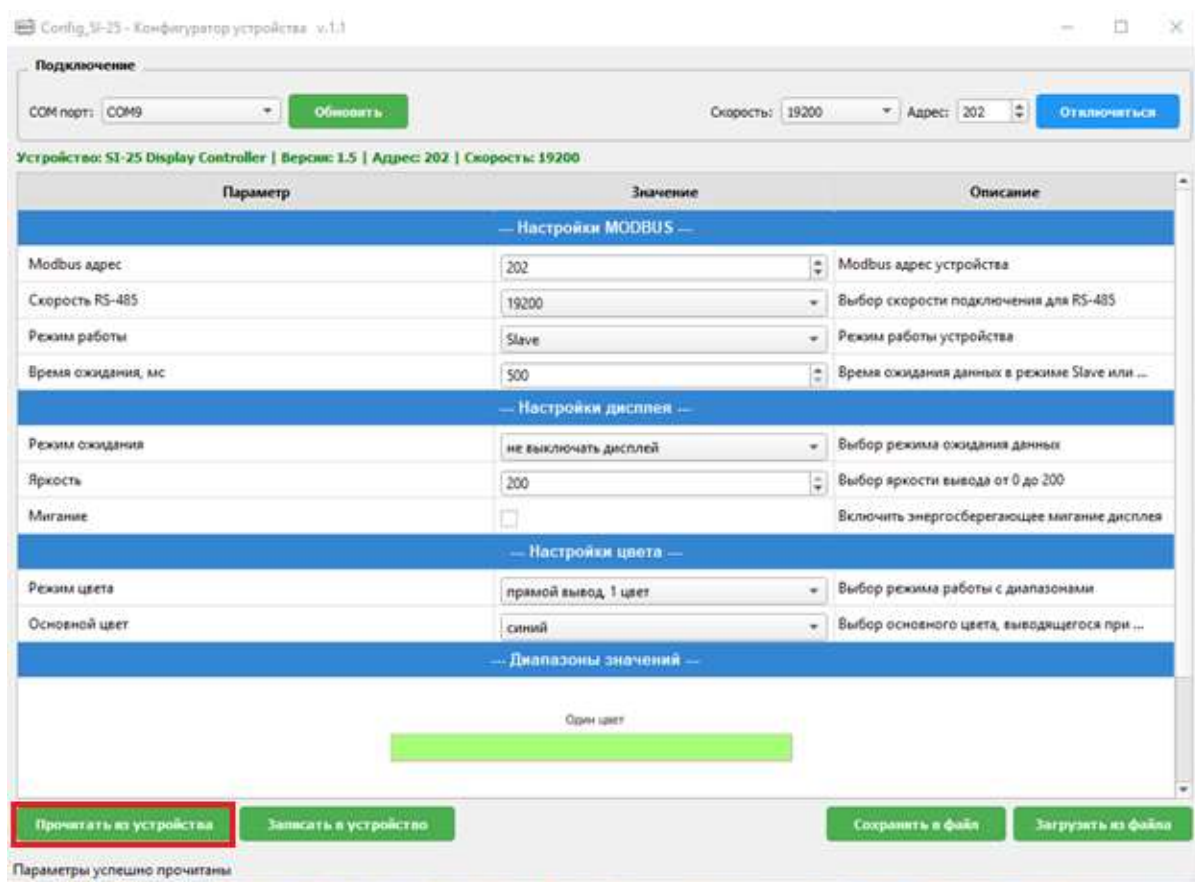 Config_SI-25 - Конфигуратор устройства v.1.1
Подключение
COM порт: COM9 Обновить Скорость: 19200 Адрес: 202 Отключиться
Устройство: SI-25 Display Controller | Версия: 1.5 | Адрес: 202 | Скорость: 19200
Параметр Значение Описание
--- Настройки MODBUS ---
Modbus адрес 202 Modbus адрес устройства
Скорость RS-485 19200 Выбор скорости подключения для RS-485
Режим работы Slave Режим работы устройства
Время ожидания, мс 500 Время ожидания данных в режиме Slave или ...
--- Настройки дисплея ---
Режим ожидания не выключать дисплей Выбор режима ожидания данных
Яркость 200 Выбор яркости вывода от 0 до 200
Мигание Включить энергосберегающее мигание дисплея
--- Настройки цвета ---
Режим цвета прямой вывод, 1 цвет Выбор режима работы с диапазонами
Основной цвет синий Выбор основного цвета, выводящегося при ...
--- Диапазоны значений ---
Один цвет
Прочитать из устройства Записать в устройство Сохранить в файл Загрузить из файла
Параметры успешно прочитаны